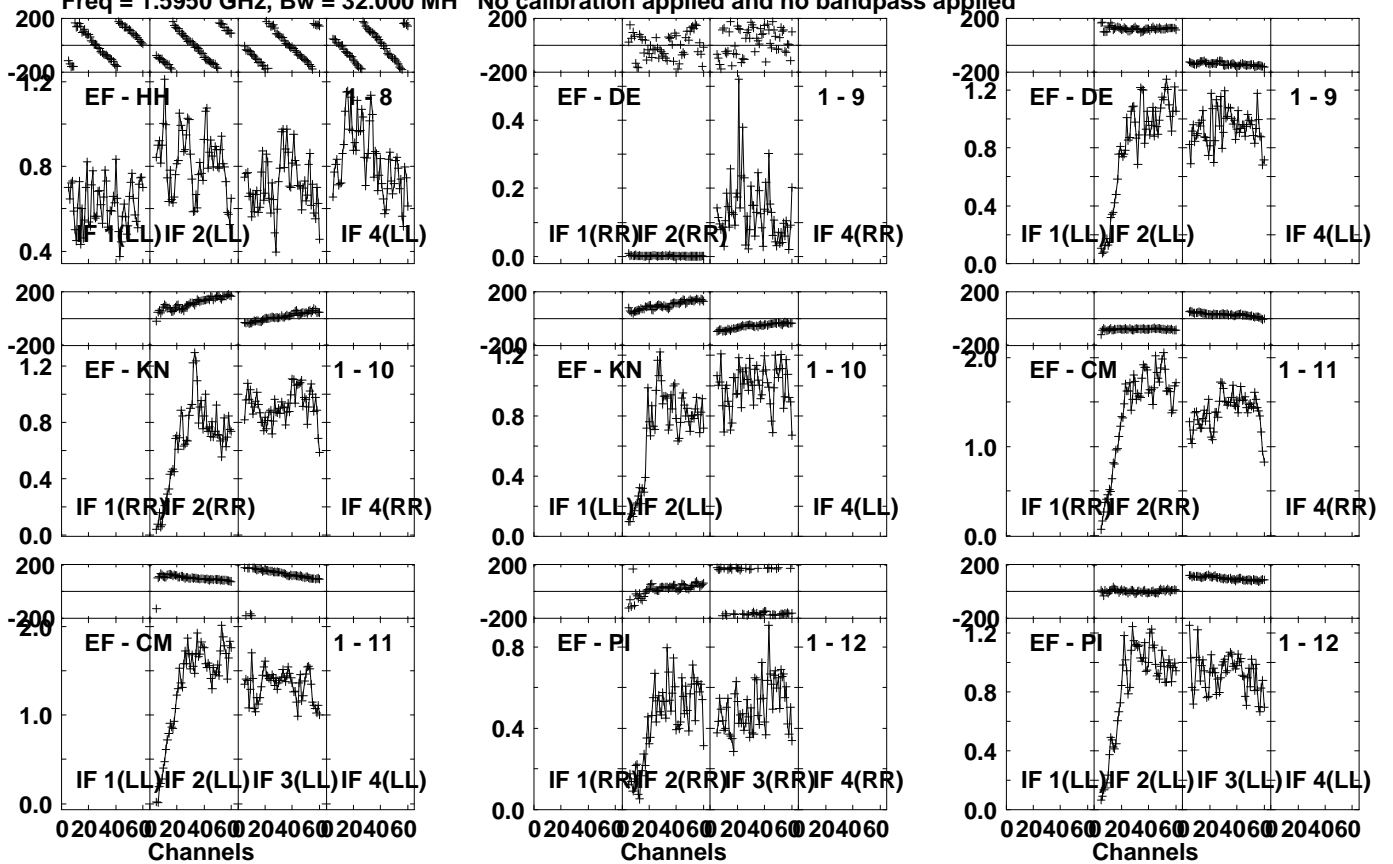 Freq = 1.5950 GHz, Bw = 32.000 MH No calibration applied and no bandpass applied
200
-200
1.2
0.8
0.4
EF - HH
1 - 8
IF 1(LL)
IF 2(LL)
IF 4(LL)
200
-200
0.4
0.2
0.0
EF - DE
1 - 9
IF 1(RR)
IF 2(RR)
IF 4(RR)
200
-200
1.2
0.9
0.6
0.3
0.0
EF - DE
1 - 9
IF 1(LL)
IF 2(LL)
IF 4(LL)
200
-200
1.2
0.8
0.4
0.0
EF - KN
1 - 10
IF 1(RR)
IF 2(RR)
IF 4(RR)
200
-200
1.2
0.8
0.4
0.0
EF - KN
1 - 10
IF 1(LL)
IF 2(LL)
IF 4(LL)
200
-200
2.0
1.0
0.0
EF - CM
1 - 11
IF 1(RR)
IF 2(RR)
IF 4(RR)
200
-200
2.0
1.0
0.0
EF - CM
1 - 11
IF 1(LL)
IF 2(LL)
IF 3(LL)
IF 4(LL)
0 20 40 60 0 20 40 60 0 20 40 60 0 20 40 60
Channels
200
-200
0.8
0.4
0.0
EF - PI
1 - 12
IF 1(RR)
IF 2(RR)
IF 3(RR)
IF 4(RR)
0 20 40 60 0 20 40 60 0 20 40 60 0 20 40 60
Channels
200
-200
1.2
0.8
0.4
0.0
EF - PI
1 - 12
IF 1(LL)
IF 2(LL)
IF 3(LL)
IF 4(LL)
0 20 40 60 0 20 40 60 0 20 40 60 0 20 40 60
Channels